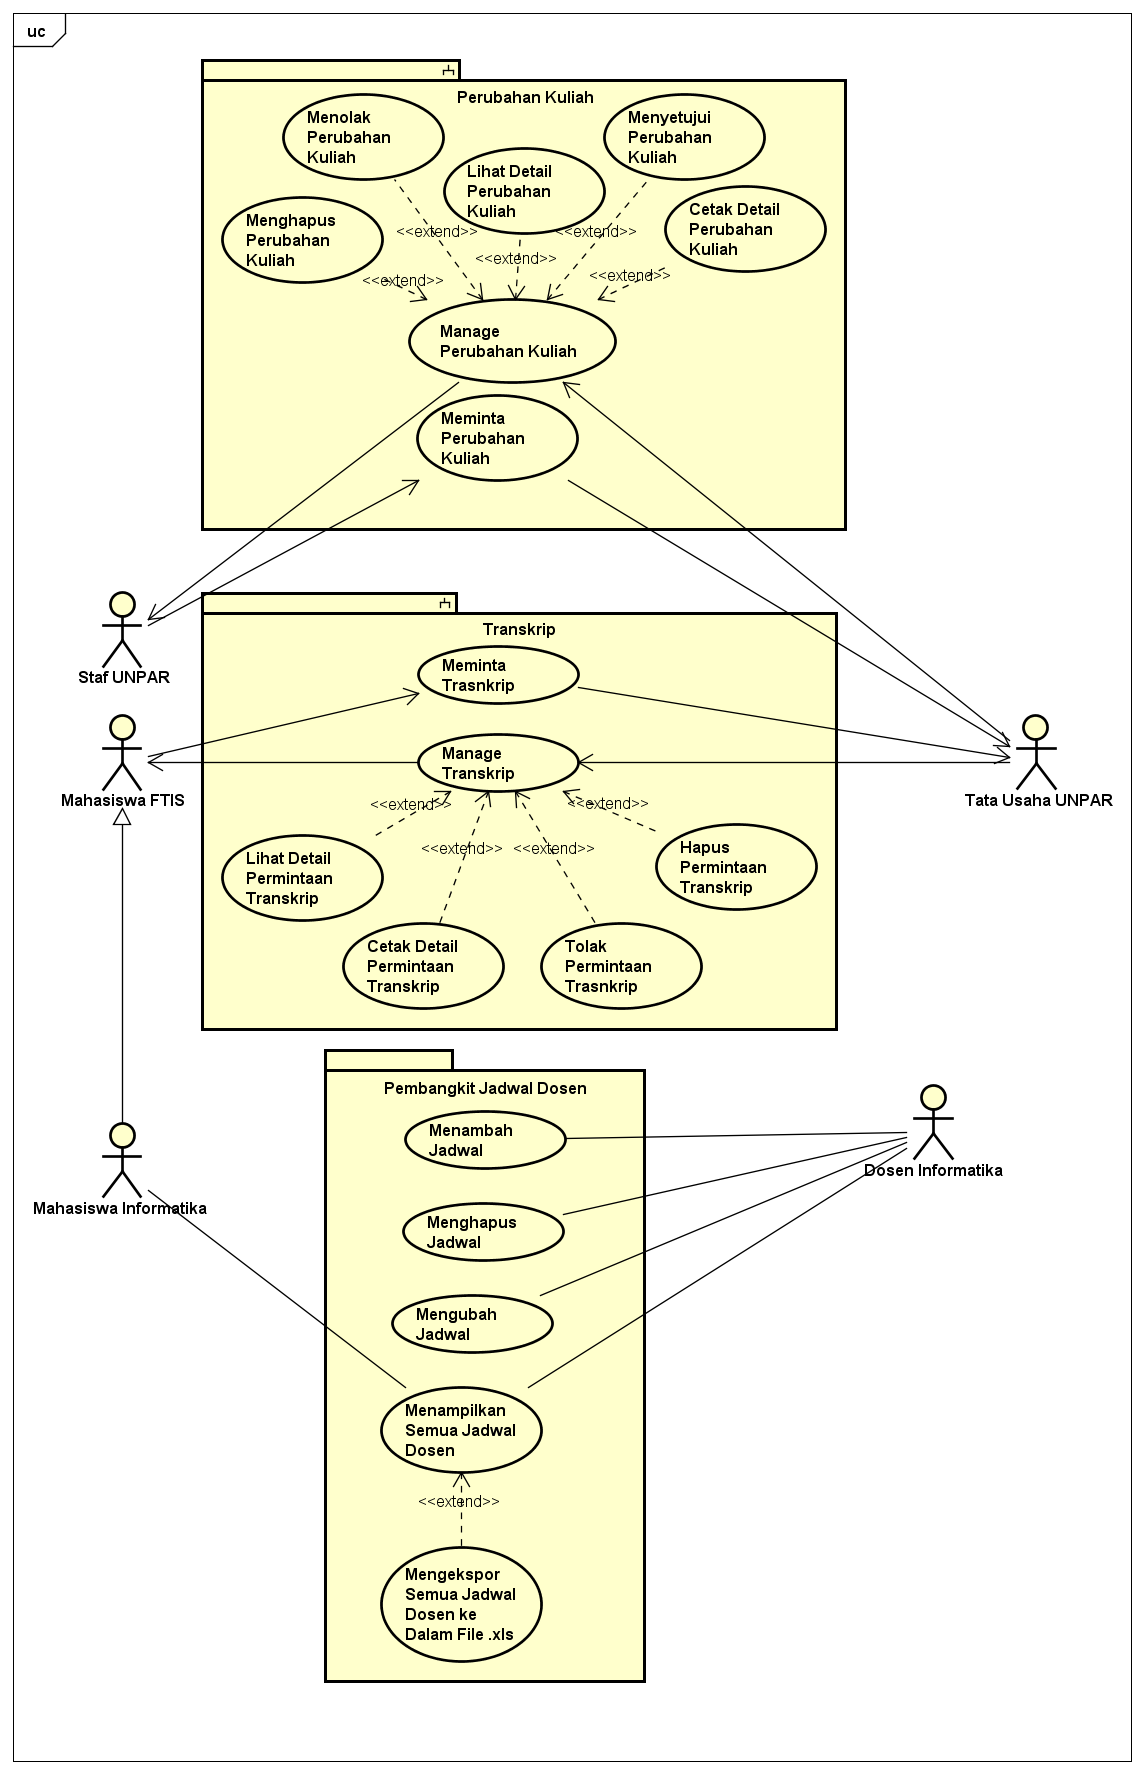 uc
Perubahan Kuliah
Menolak
Perubahan
Kuliah
Menyetujui
Perubahan
Kuliah
Lihat Detail
Perubahan
Kuliah
Menghapus
Perubahan
Kuliah
Cetak Detail
Perubahan
Kuliah
<<extend>>
<<extend>>
<<extend>>
<<extend>>
<<extend>>
Manage
Perubahan Kuliah
Meminta
Perubahan
Kuliah
Staf UNPAR
Transkrip
Meminta
Trasnkrip
Manage
Transkrip
Mahasiswa FTIS
Tata Usaha UNPAR
<<extend>>
<<extend>>
<<extend>>
<<extend>>
Lihat Detail
Permintaan
Transkrip
Hapus
Permintaan
Transkrip
Cetak Detail
Permintaan
Transkrip
Tolak
Permintaan
Trasnkrip
Pembangkit Jadwal Dosen
Menambah
Jadwal
Dosen Informatika
Mahasiswa Informatika
Menghapus
Jadwal
Mengubah
Jadwal
Menampilkan
Semua Jadwal
Dosen
<<extend>>
Mengekspor
Semua Jadwal
Dosen ke
Dalam File .xls